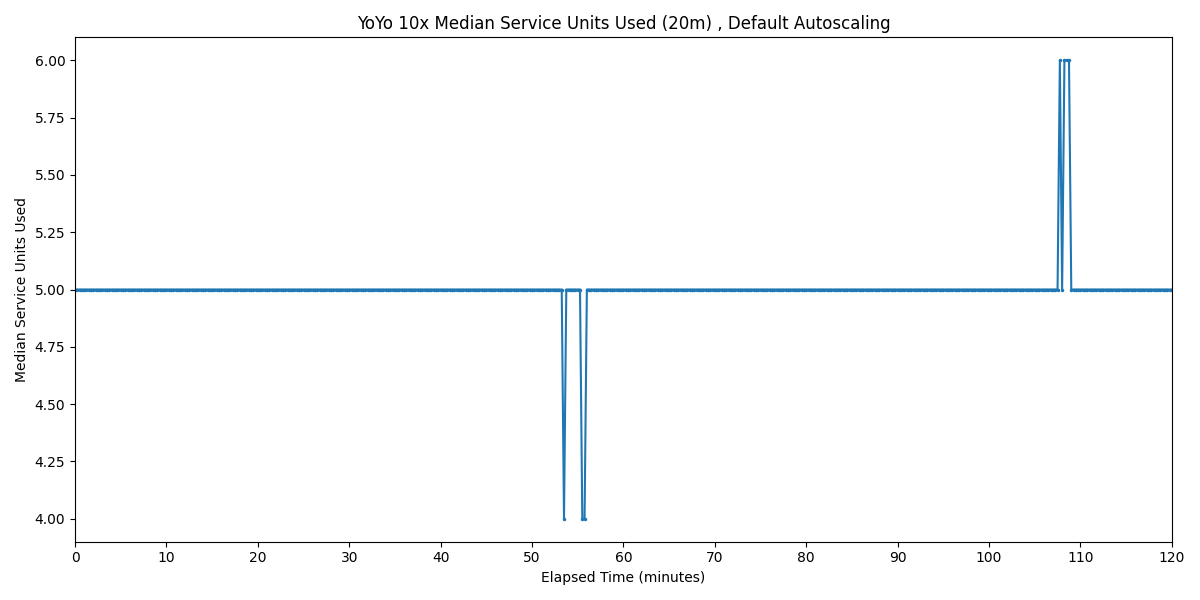 YoYo 10x Median Service Units Used (20m) , Default Autoscaling
6.00
5.75
5.50
5.25
5.00
4.75
4.50
4.25
4.00
Median Service Units Used
0 10 20 30 40 50 60 70 80 90 100 110 120
Elapsed Time (minutes)